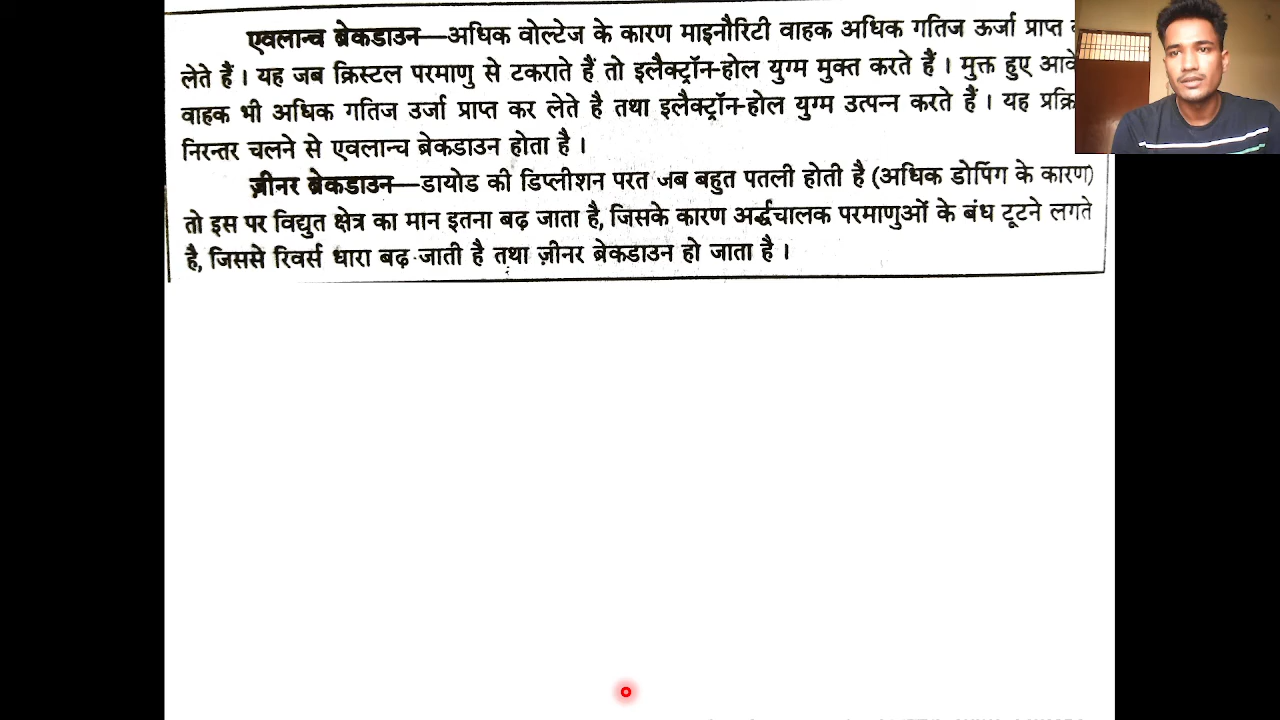 एवलान्च ब्रेकडाउन—अधिक वोल्टेज के कारण माइनौरिटी वाहक अधिक गतिज ऊर्जा प्राप्त
लेते हैं । यह जब क्रिस्टल परमाणु से टकराते हैं तो इलैक्ट्रॉन-होल युग्म मुक्त करते हैं । मुक्त हुए
वाहक भी अधिक गतिज उर्जा प्राप्त कर लेते है तथा इलैक्ट्रॉन-होल युग्म उत्पन्न करते हैं । यह
निरन्तर चलने से एवलान्च ब्रेकडाउन होता है ।
ज़ीनर ब्रेकडाउन—डायोड की डिप्लीशन परत जब बहुत पतली होती है (अधिक डोपिंग के कारण)
तो इस पर विद्युत क्षेत्र का मान इतना बढ़ जाता है, जिसके कारण अर्द्धचालक परमाणुओं के बंध टूटने लगते
है, जिससे रिवर्स धारा बढ़ जाती है तथा ज़ीनर ब्रेकडाउन हो जाता है ।